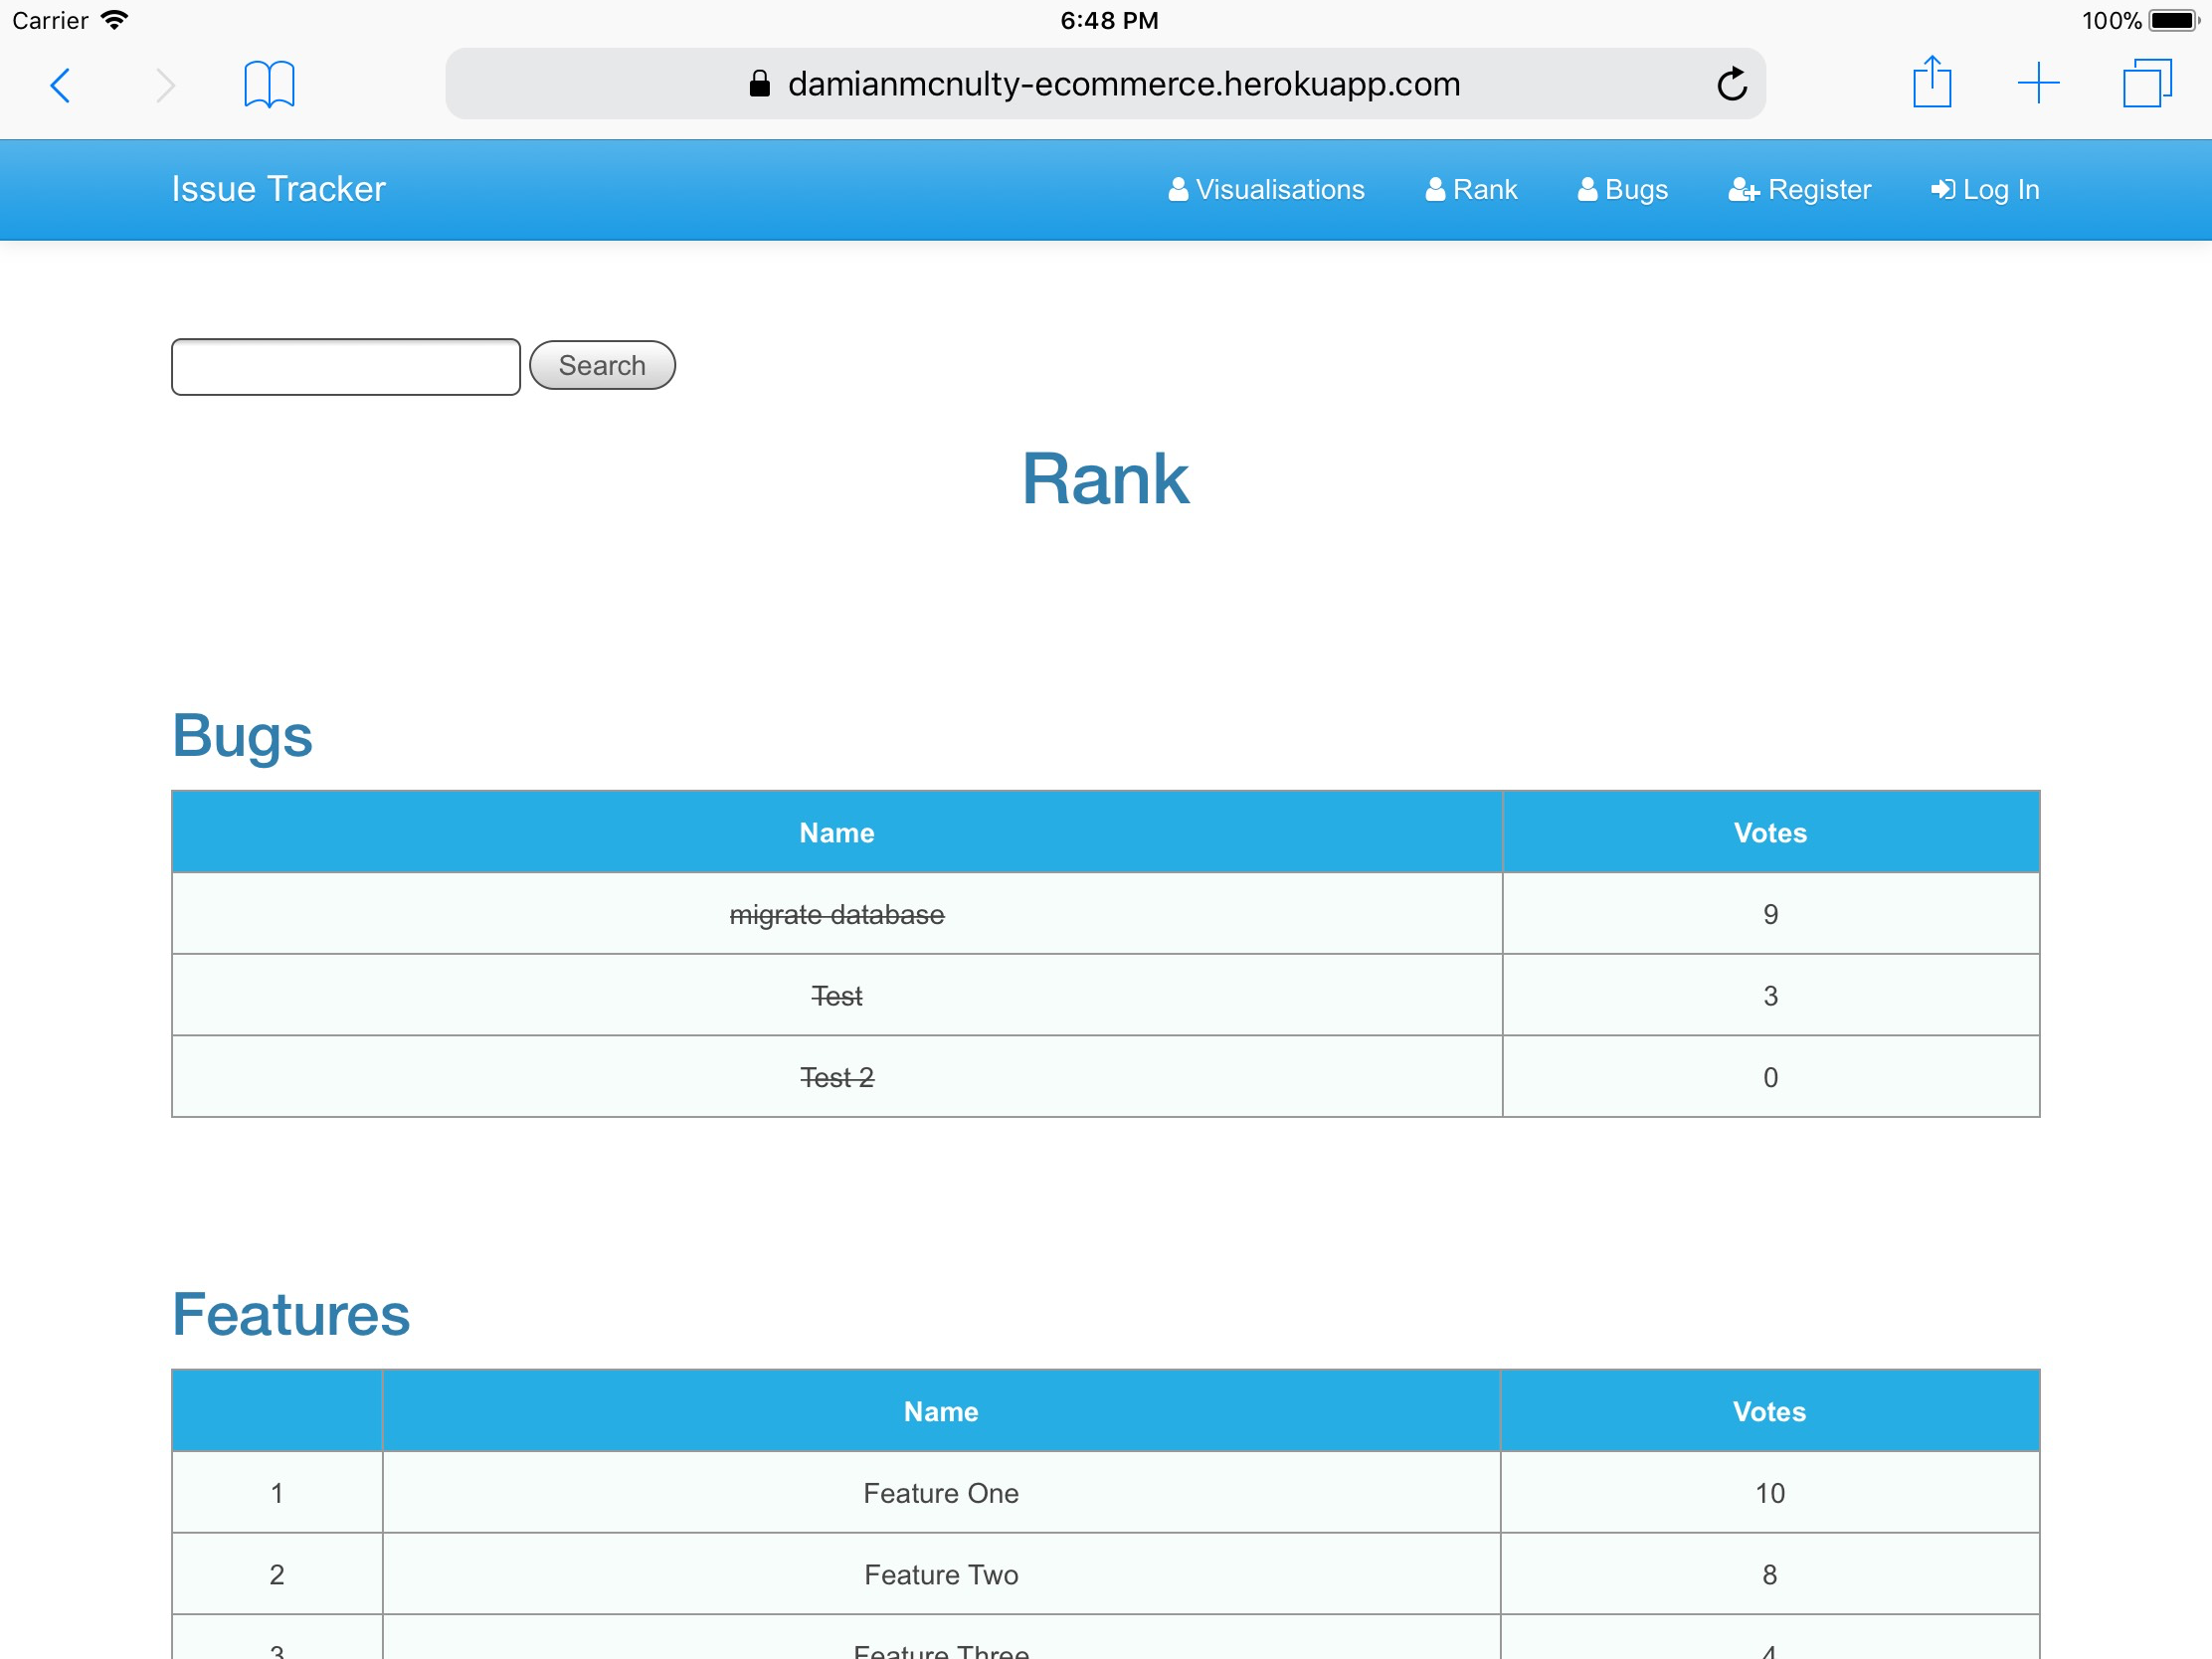 Carrier 6:48 PM 100%
damianmcnulty-ecommerce.herokuapp.com
Issue Tracker Visualisations Rank Bugs Register Log In
Search
Rank
Bugs
Name Votes
migrate database 9
Test 3
Test 2 0
Features
Name Votes
1 Feature One 10
2 Feature Two 8
3 Feature Three 4